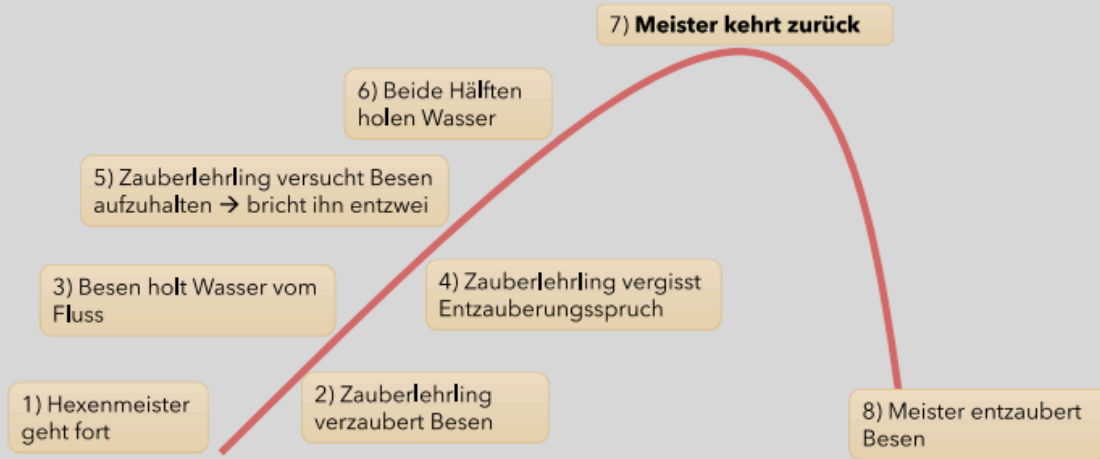 1) Hexenmeister
geht fort
2) Zauberlehrling
verzaubert Besen
3) Besen holt Wasser vom
Fluss
4) Zauberlehrling vergisst
Entzauberungsspruch
5) Zauberlehrling versucht Besen
aufzuhalten → bricht ihn entzwei
6) Beide Hälften
holen Wasser
7) Meister kehrt zurück
8) Meister entzaubert
Besen